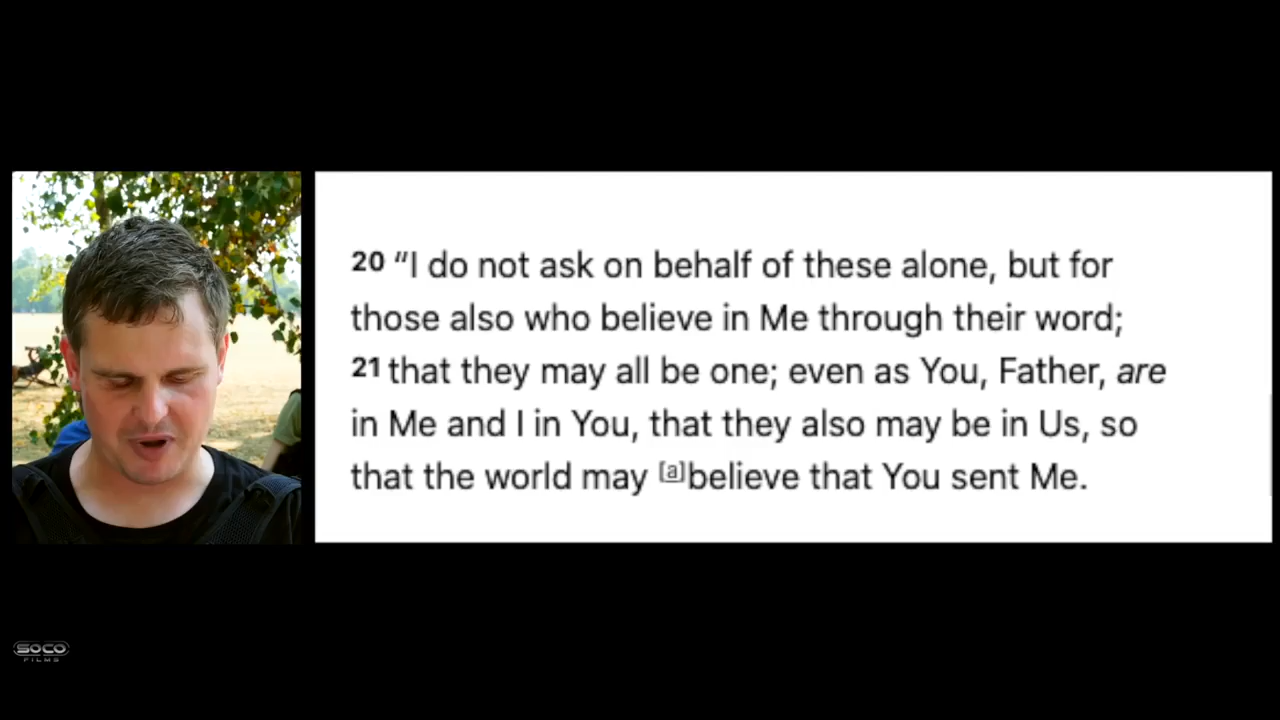 20 “I do not ask on behalf of these alone, but for
those also who believe in Me through their word;
21 that they may all be one; even as You, Father, are
in Me and I in You, that they also may be in Us, so
that the world may [a]believe that You sent Me.
SOCO
FILMS